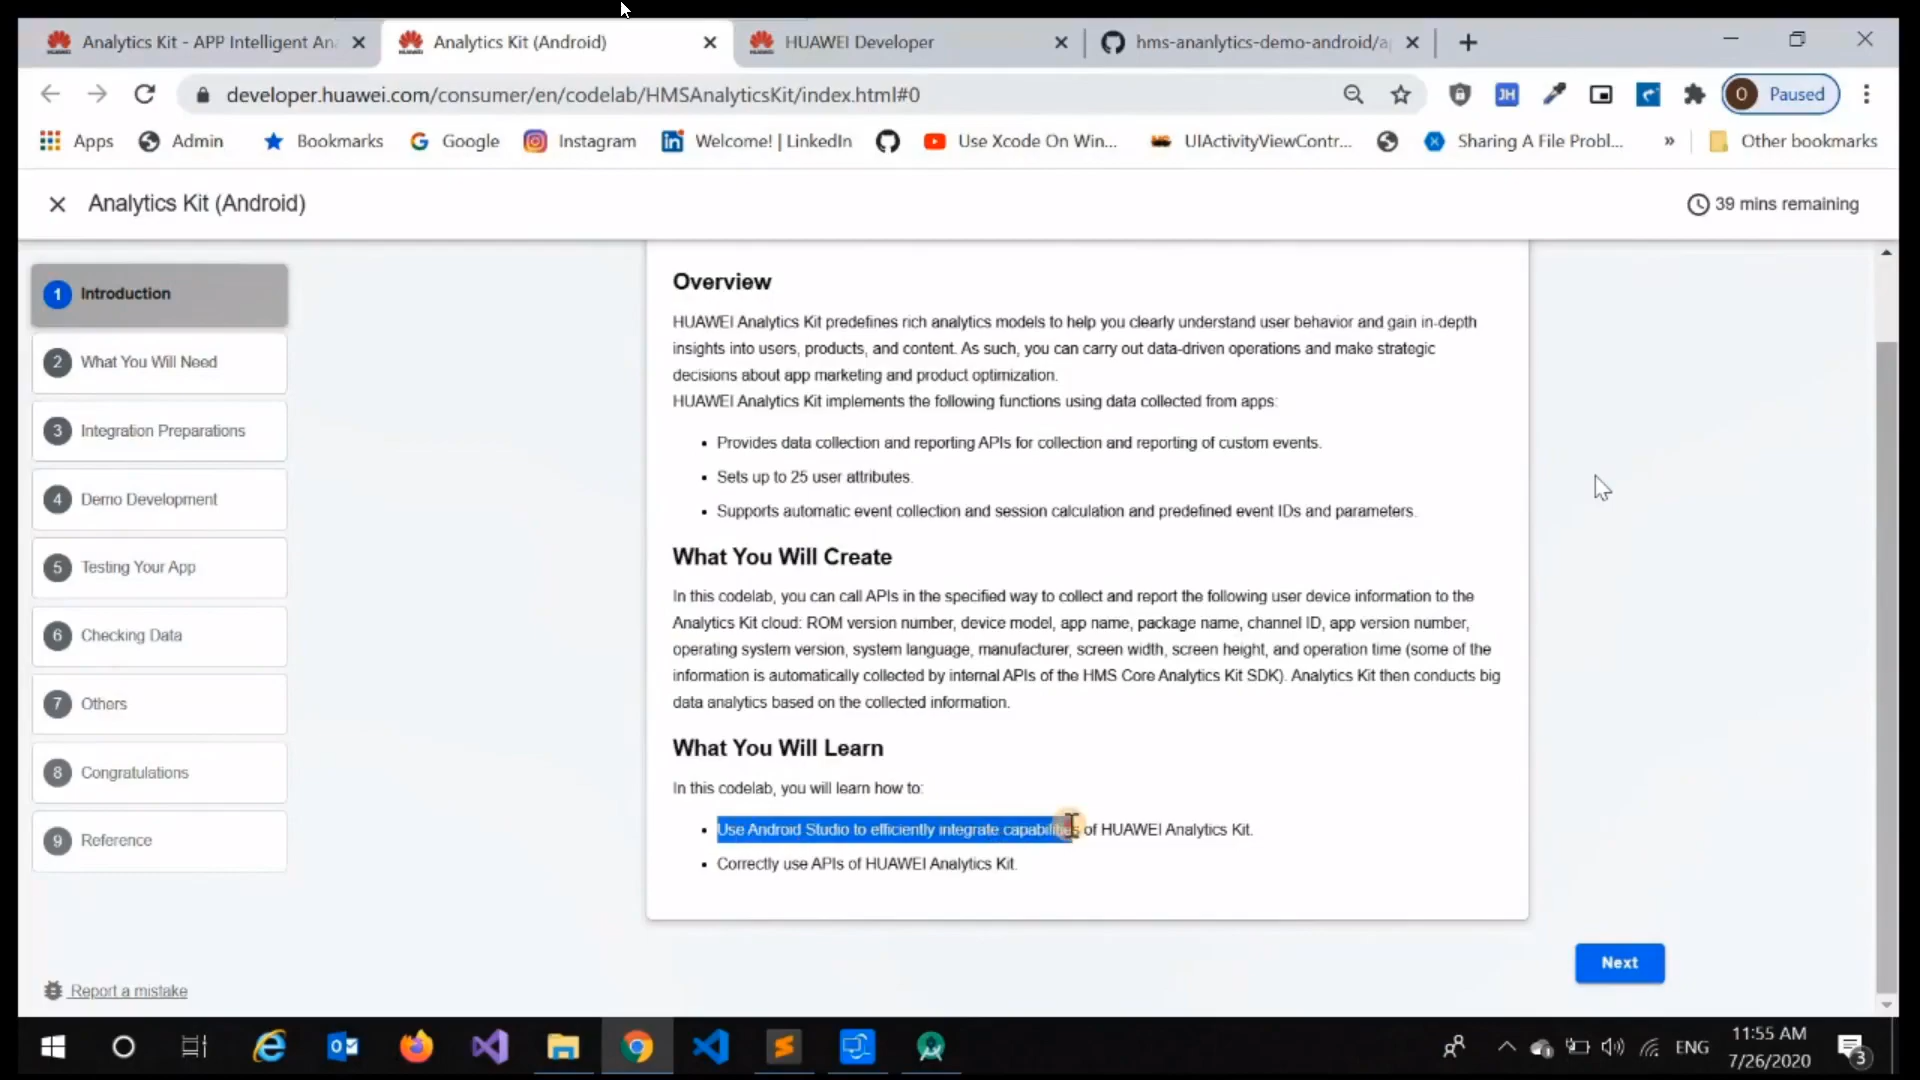 Analytics Kit - APP Intelligent Ana
Analytics Kit (Android)
HUAWEI Developer
hms-ananlytics-demo-android/a
developer.huawei.com/consumer/en/codelab/HMSAnalyticsKit/index.html#0
JH
O Paused
Apps
Admin
Bookmarks
Google
Instagram
Welcome! | LinkedIn
Use Xcode On Win...
UIActivityViewContr...
Sharing A File Probl...
»
Other bookmarks
Analytics Kit (Android)
39 mins remaining
1 Introduction
2 What You Will Need
3 Integration Preparations
4 Demo Development
5 Testing Your App
6 Checking Data
7 Others
8 Congratulations
9 Reference
Report a mistake
Overview
HUAWEI Analytics Kit predefines rich analytics models to help you clearly understand user behavior and gain in-depth
insights into users, products, and content. As such, you can carry out data-driven operations and make strategic
decisions about app marketing and product optimization.
HUAWEI Analytics Kit implements the following functions using data collected from apps:
• Provides data collection and reporting APIs for collection and reporting of custom events.
• Sets up to 25 user attributes.
• Supports automatic event collection and session calculation and predefined event IDs and parameters.
What You Will Create
In this codelab, you can call APIs in the specified way to collect and report the following user device information to the
Analytics Kit cloud: ROM version number, device model, app name, package name, channel ID, app version number,
operating system version, system language, manufacturer, screen width, screen height, and operation time (some of the
information is automatically collected by internal APIs of the HMS Core Analytics Kit SDK). Analytics Kit then conducts big
data analytics based on the collected information.
What You Will Learn
In this codelab, you will learn how to:
• Use Android Studio to efficiently integrate capabilities of HUAWEI Analytics Kit.
• Correctly use APIs of HUAWEI Analytics Kit.
Next
ENG
11:55 AM
7/26/2020
3